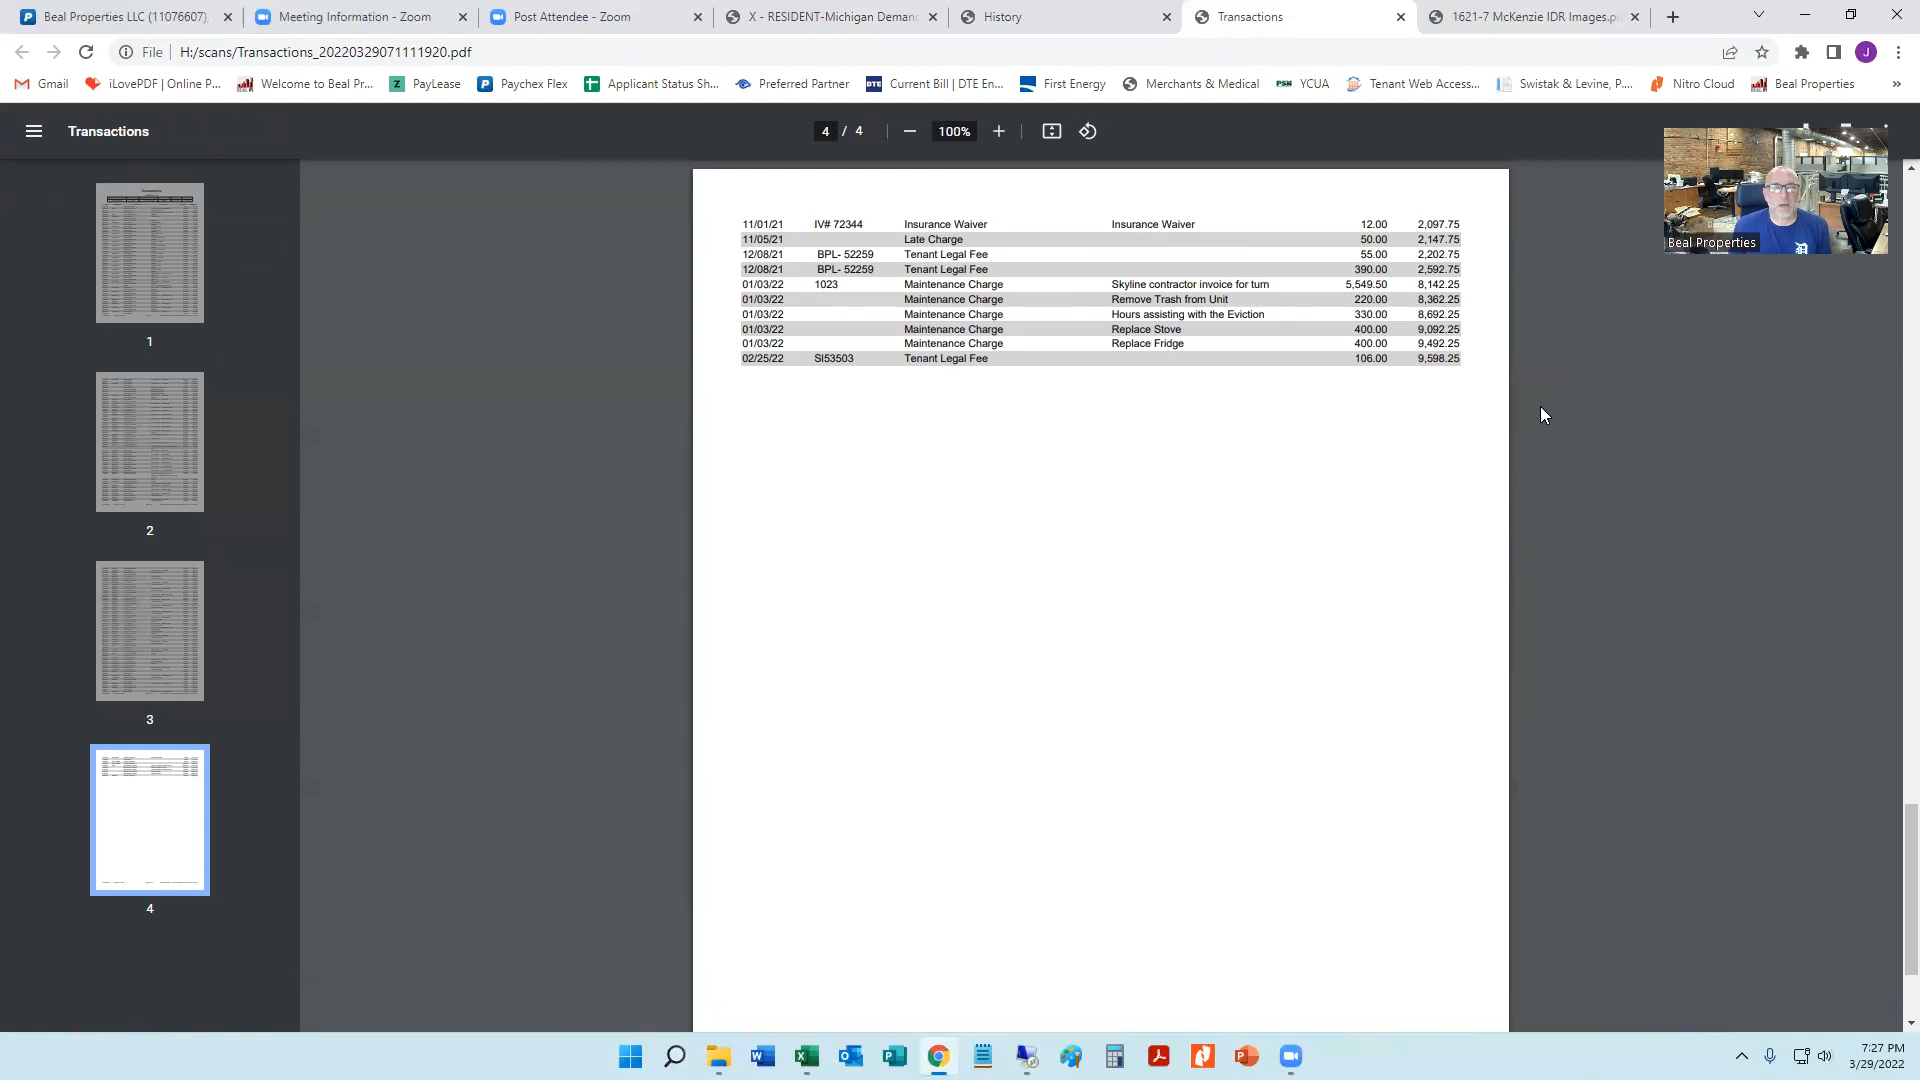 Beal Properties LLC (11076607),
Meeting Information - Zoom
Post Attendee - Zoom
X - RESIDENT-Michigan Deman
History
Transactions
1621-7 McKenzie IDR Images.p
File
H:/scans/Transactions_20220329071111920.pdf
J
Gmail
iLovePDF | Online P...
Welcome to Beal Pr...
PayLease
Paychex Flex
Applicant Status Sh...
Preferred Partner
DTE
Current Bill | DTE En...
First Energy
Merchants & Medical
PSN
YCUA
Tenant Web Access...
Swistak & Levine, P....
Nitro Cloud
Beal Properties
Transactions
4 / 4
100%
Beal Properties
11/01/21 IV# 72344 Insurance Waiver Insurance Waiver 12.00 2,097.75
11/05/21 Late Charge 50.00 2,147.75
12/08/21 BPL- 52259 Tenant Legal Fee 55.00 2,202.75
12/08/21 BPL- 52259 Tenant Legal Fee 390.00 2,592.75
01/03/22 1023 Maintenance Charge Skyline contractor invoice for turn 5,549.50 8,142.25
01/03/22 Maintenance Charge Remove Trash from Unit 220.00 8,362.25
01/03/22 Maintenance Charge Hours assisting with the Eviction 330.00 8,692.25
01/03/22 Maintenance Charge Replace Stove 400.00 9,092.25
01/03/22 Maintenance Charge Replace Fridge 400.00 9,492.25
02/25/22 SI53503 Tenant Legal Fee 106.00 9,598.25
1
2
3
4
7:27 PM
3/29/2022